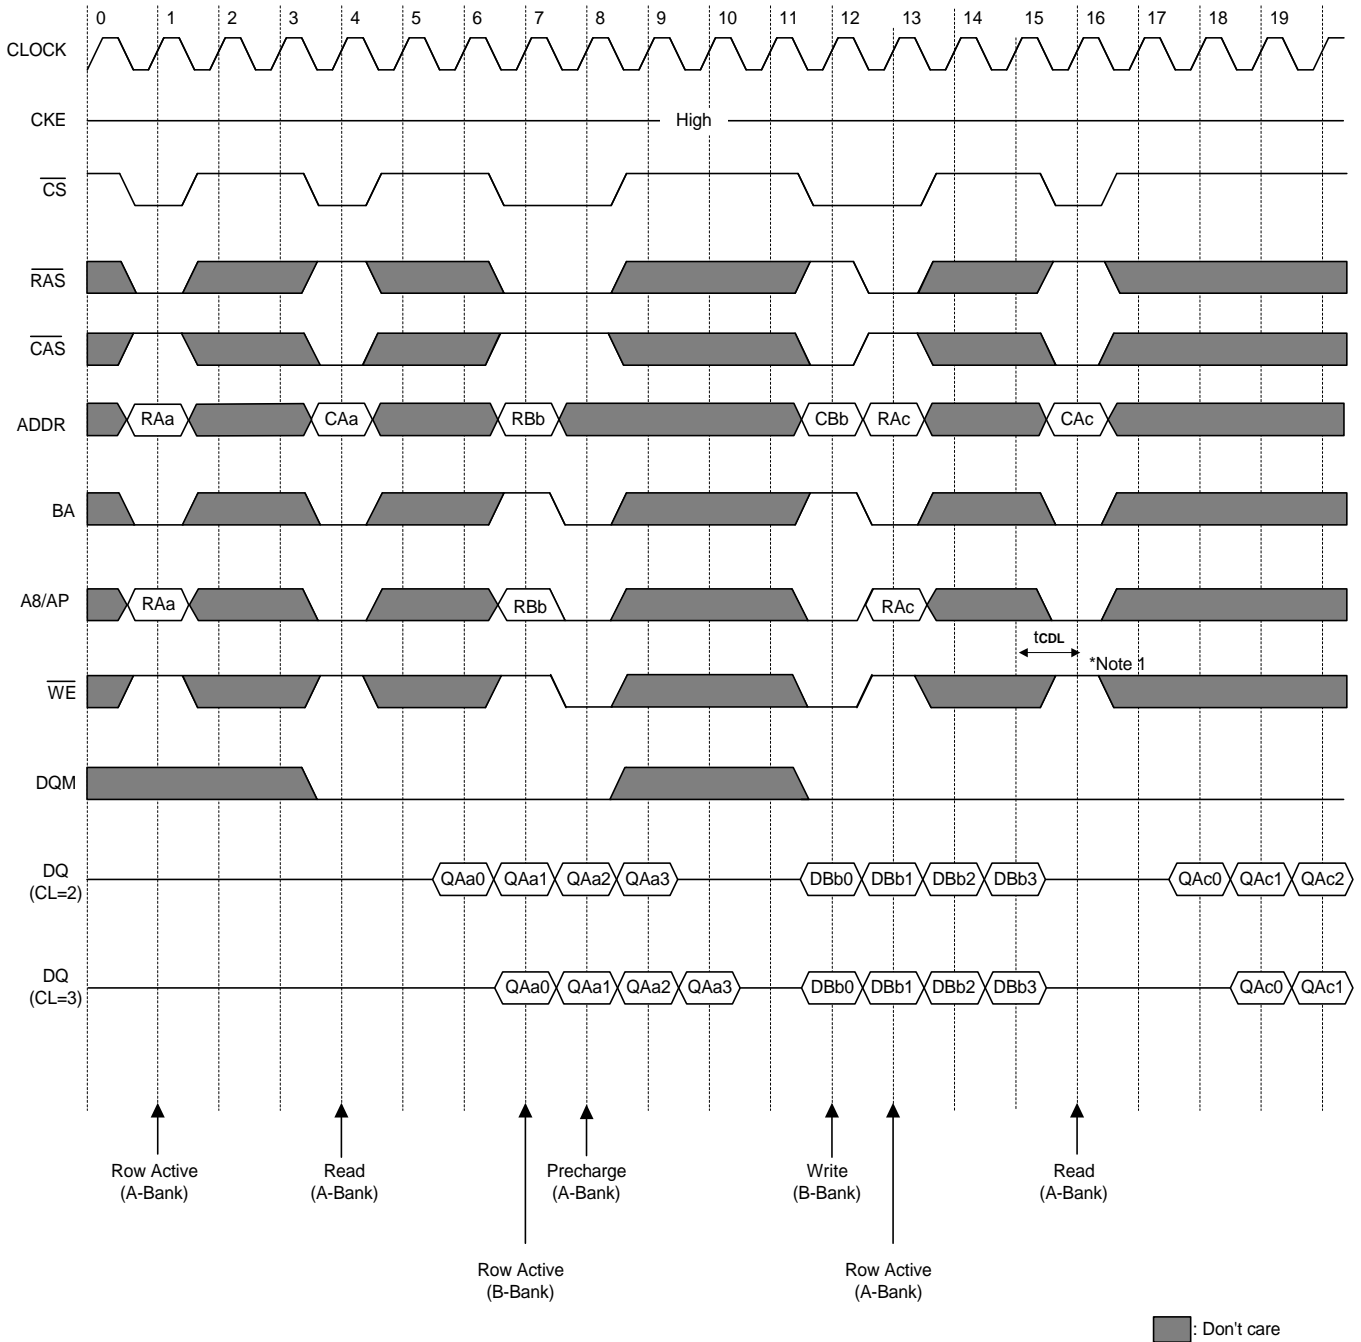 0 1 2 3 4 5 6 7 8 9 10 11 12 13 14 15 16 17 18 19
CLOCK
CKE
High
CS
RAS
CAS
ADDR
RAa CAa RBb CBb RAc CAc
BA
A8/AP
RAa RBb RAc
tCDL
*Note 1
WE
DQM
DQ
(CL=2)
QAa0 QAa1 QAa2 QAa3 DBb0 DBb1 DBb2 DBb3 QAc0 QAc1 QAc2
DQ
(CL=3)
QAa0 QAa1 QAa2 QAa3 DBb0 DBb1 DBb2 DBb3 QAc0 QAc1
Row Active
(A-Bank)
Read
(A-Bank)
Precharge
(A-Bank)
Write
(B-Bank)
Read
(A-Bank)
Row Active
(B-Bank)
Row Active
(A-Bank)
: Don't care